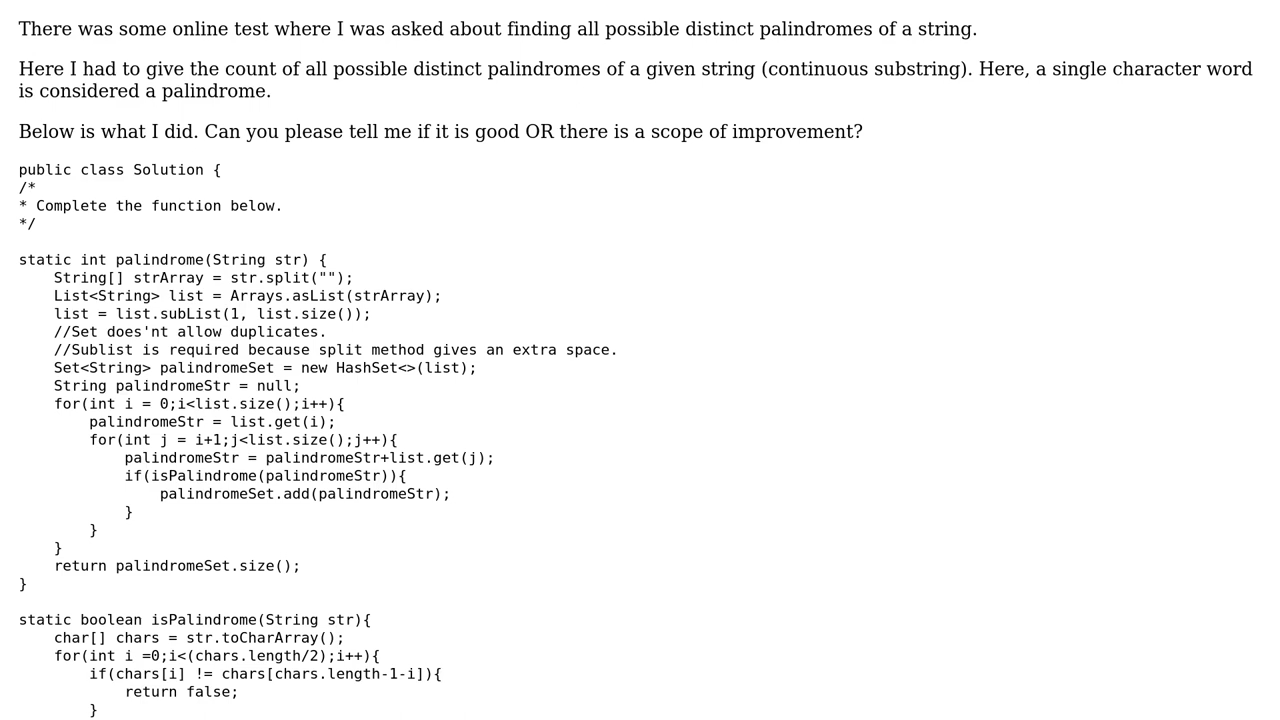 There was some online test where I was asked about finding all possible distinct palindromes of a string.
Here I had to give the count of all possible distinct palindromes of a given string (continuous substring). Here, a single character word
is considered a palindrome.
Below is what I did. Can you please tell me if it is good OR there is a scope of improvement?
public class Solution {
/*
* Complete the function below.
*/
static int palindrome(String str) {
    String[] strArray = str.split("");
    List<String> list = Arrays.asList(strArray);
    list = list.subList(1, list.size());
    //Set does'nt allow duplicates.
    //Sublist is required because split method gives an extra space.
    Set<String> palindromeSet = new HashSet<>(list);
    String palindromeStr = null;
    for(int i = 0;i<list.size();i++){
        palindromeStr = list.get(i);
        for(int j = i+1;j<list.size();j++){
            palindromeStr = palindromeStr+list.get(j);
            if(isPalindrome(palindromeStr)){
                palindromeSet.add(palindromeStr);
            }
        }
    }
    return palindromeSet.size();
}
static boolean isPalindrome(String str){
    char[] chars = str.toCharArray();
    for(int i =0;i<(chars.length/2);i++){
        if(chars[i] != chars[chars.length-1-i]){
            return false;
        }